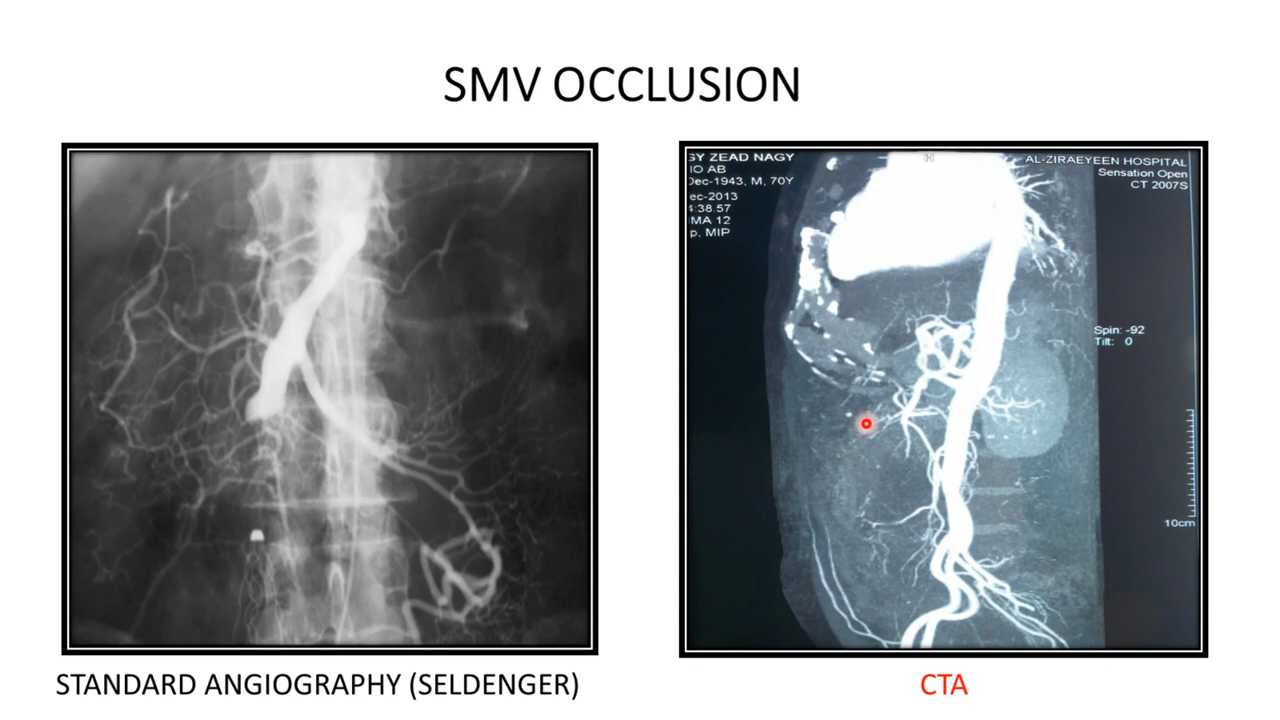 SMV OCCLUSION
GY ZEAD NAGY
IO AB
Dec-1943, M, 70Y
ec-2013
4:38.57
MA 12
p, MIP
H
AL-ZIRAEYEEN HOSPITAL
Sensation Open
CT 2007S
Spin: -92
Tilt: 0
10cm
STANDARD ANGIOGRAPHY (SELDENGER)
CTA